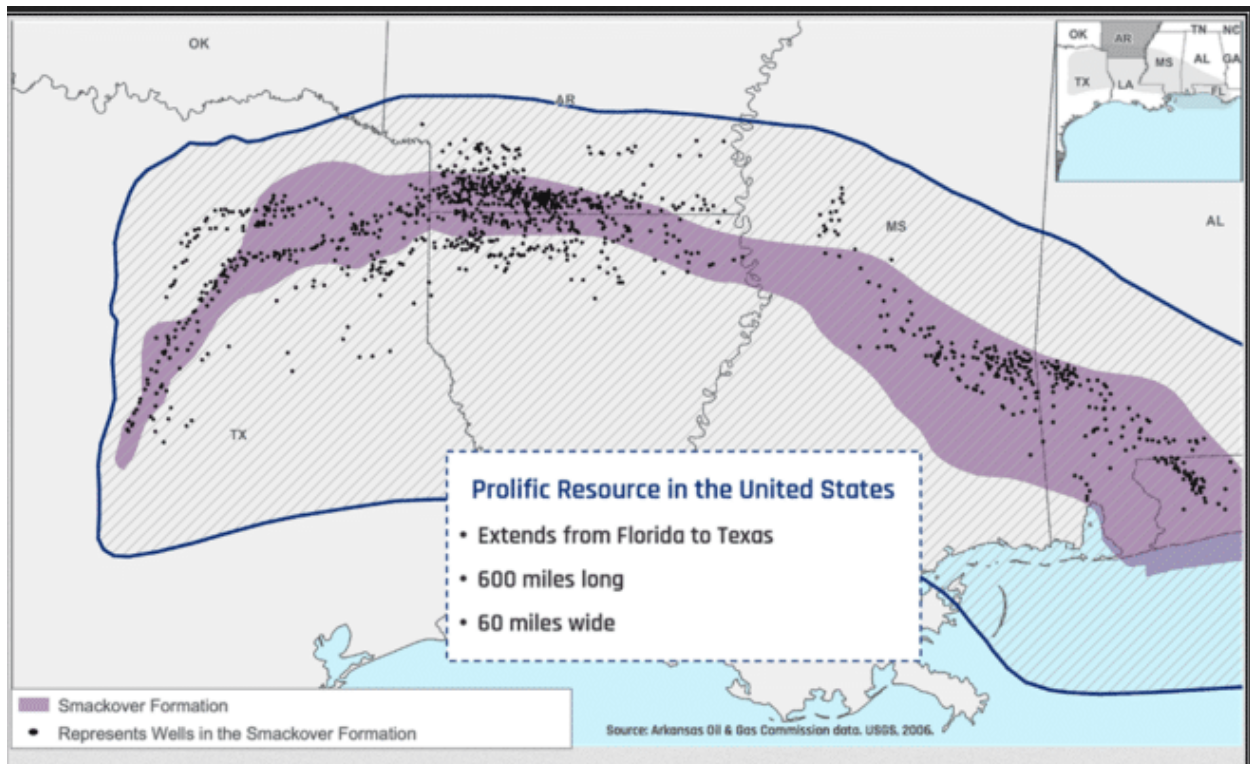 OK
AR
MS
AL
TX
OK
AR
TN
NC
MS
AL
GA
TX
LA
FL
Prolific Resource in the United States
• Extends from Florida to Texas
• 600 miles long
• 60 miles wide
Smackover Formation
Represents Wells in the Smackover Formation
Source: Arkansas Oil & Gas Commission data. USGS, 2006.